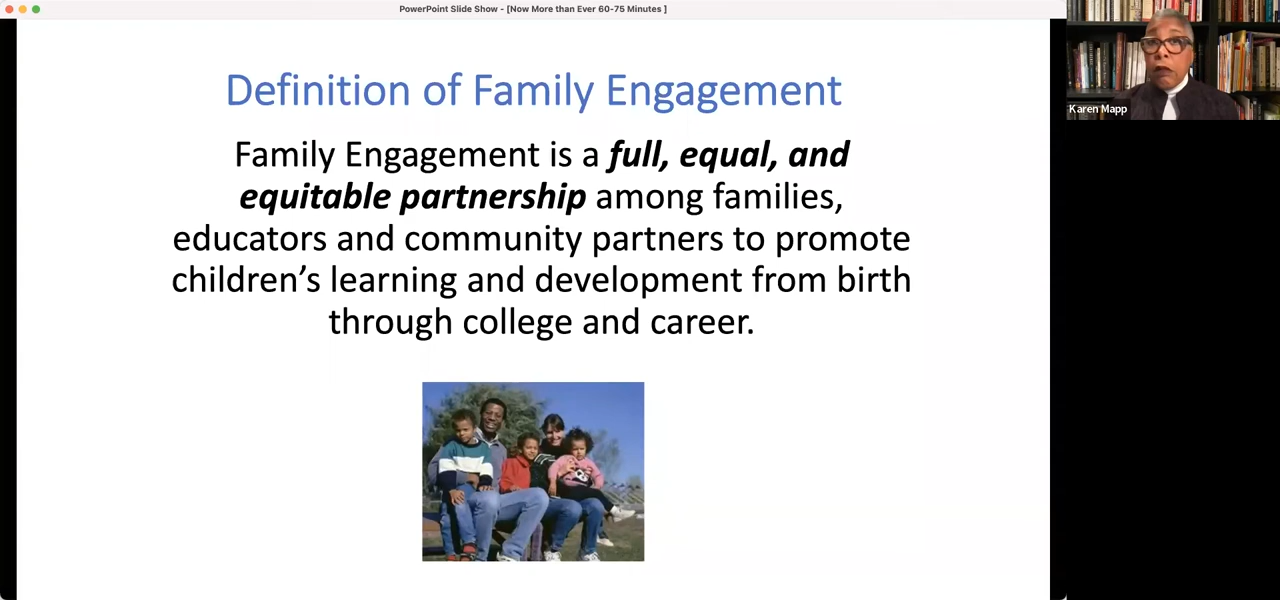 PowerPoint Slide Show - [Now More than Ever 60-75 Minutes ]
Definition of Family Engagement
Family Engagement is a full, equal, and
equitable partnership among families,
educators and community partners to promote
children’s learning and development from birth
through college and career.
Karen Mapp